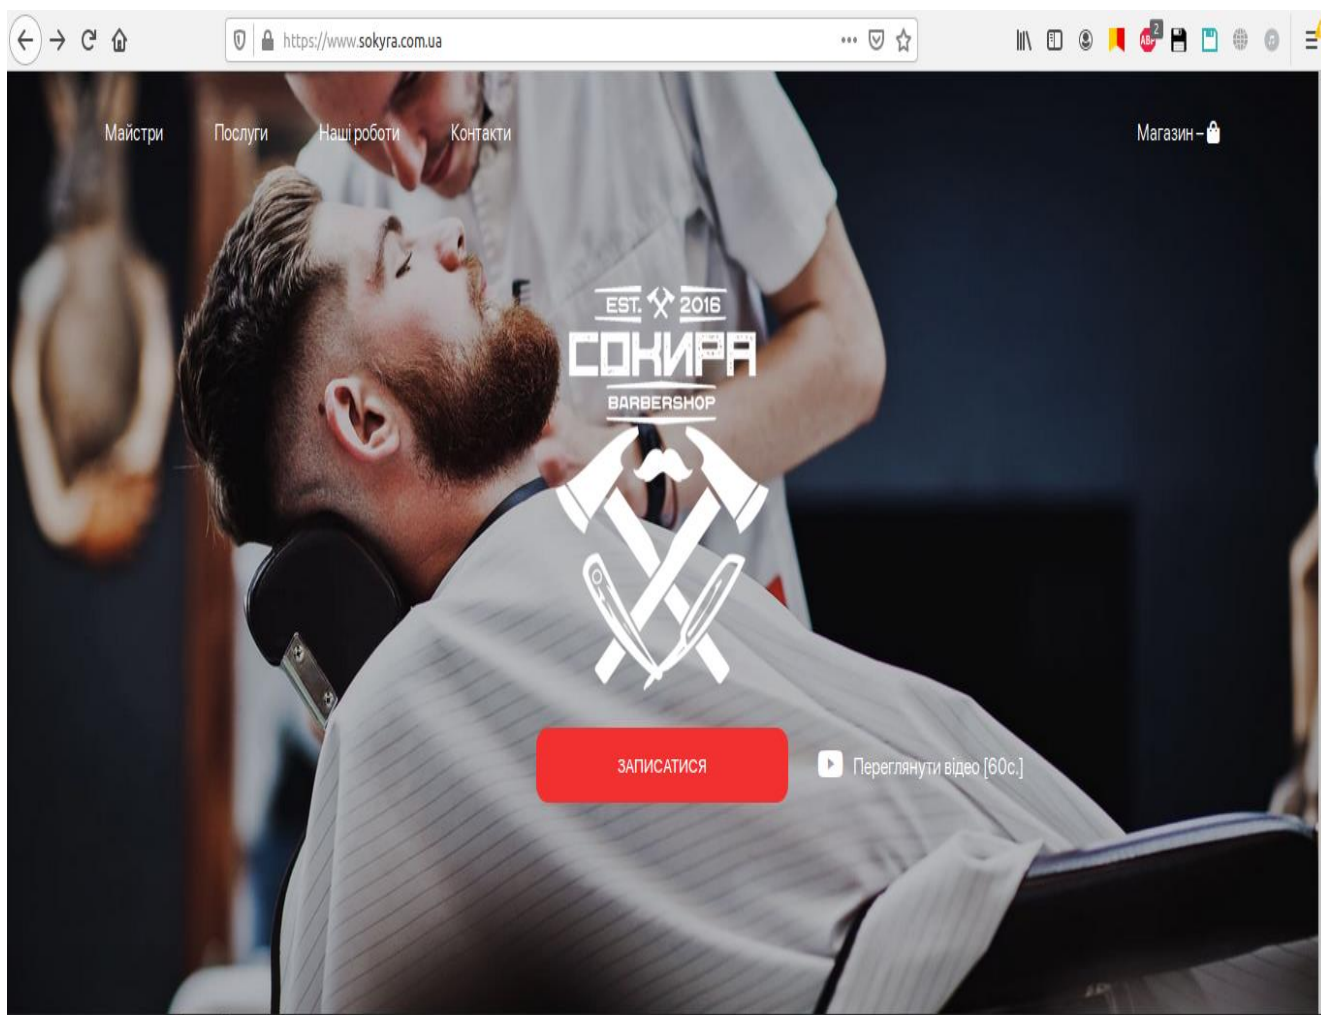 https://www.sokyra.com.ua
2
Майстри Послуги Наші роботи Контакти Магазин –
EST. 2016
СОКИРА
BARBERSHOP
ЗАПИСАТИСЯ
Переглянути відео [60с.]